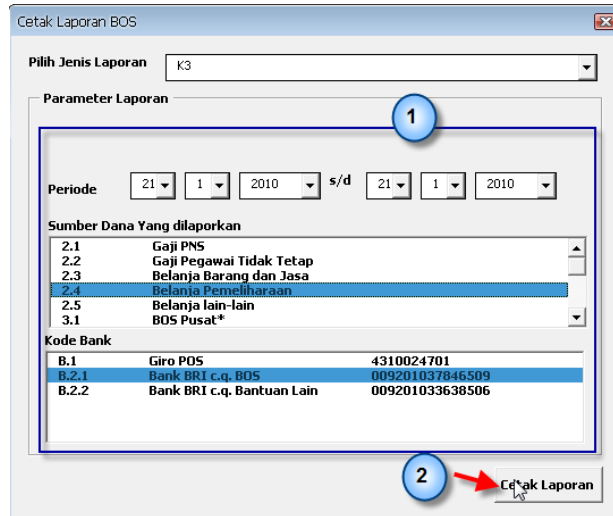 Cetak Laporan BOS
Pilih Jenis Laporan K3
Parameter Laporan
1
Periode 21 1 2010 s/d 21 1 2010
Sumber Dana Yang dilaporkan
2.1 Gaji PNS
2.2 Gaji Pegawai Tidak Tetap
2.3 Belanja Barang dan Jasa
2.4 Belanja Pemeliharaan
2.5 Belanja lain-lain
3.1 BOS Pusat*
Kode Bank
B.1 Giro POS 4310024701
B.2.1 Bank BRI c.q. BOS 009201037846509
B.2.2 Bank BRI c.q. Bantuan Lain 009201033638506
2
Cetak Laporan